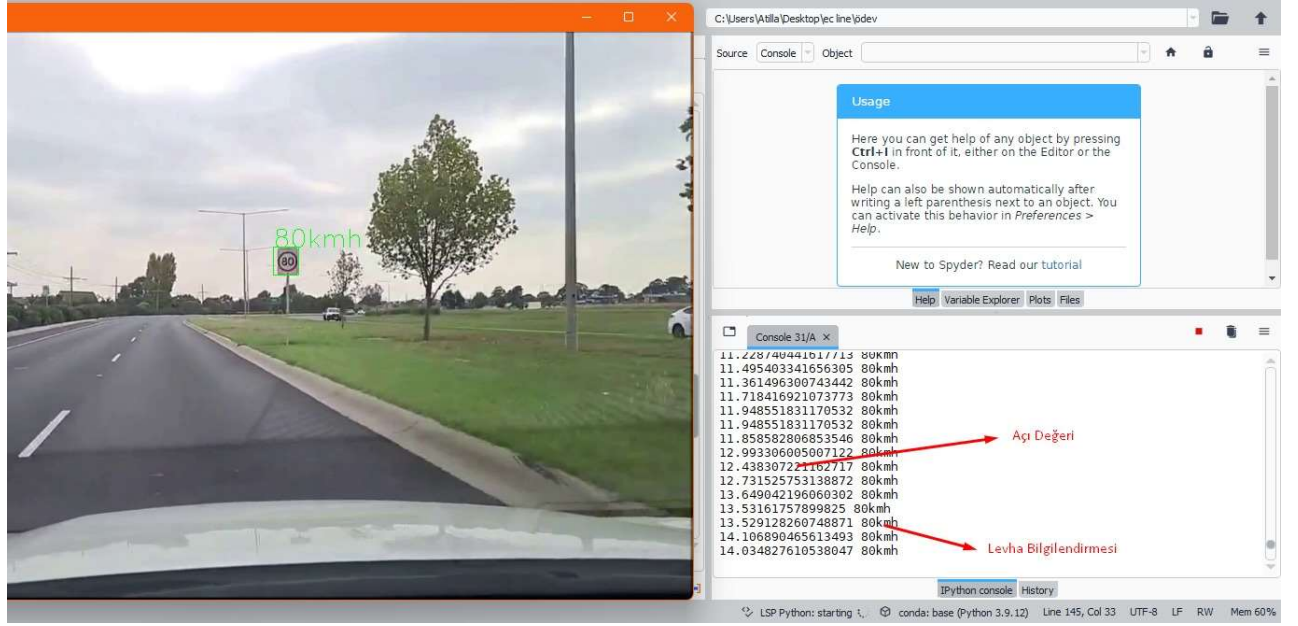 80kmh
80
C:\Users\Atilla\Desktop\ec line\ödev
Source Console Object
Usage
Here you can get help of any object by pressing
Ctrl+I in front of it, either on the Editor or the
Console.
Help can also be shown automatically after
writing a left parenthesis next to an object. You
can activate this behavior in Preferences >
Help.
New to Spyder? Read our tutorial
Help Variable Explorer Plots Files
Console 31/A ×
11.228740441617713 80kmh
11.495403341656305 80kmh
11.361496300743442 80kmh
11.718416921073773 80kmh
11.948551831170532 80kmh
11.948551831170532 80kmh
11.858582806853546 80kmh
12.993306005007122 80kmh
12.438307221162717 80kmh
12.731525753138872 80kmh
13.649042196060302 80kmh
13.53161757899825 80kmh
13.529128260748871 80kmh
14.106890465613493 80kmh
14.034827610538047 80kmh
Açı Değeri
Levha Bilgilendirmesi
IPython console History
LSP Python: starting conda: base (Python 3.9.12) Line 145, Col 33 UTF-8 LF RW Mem 60%